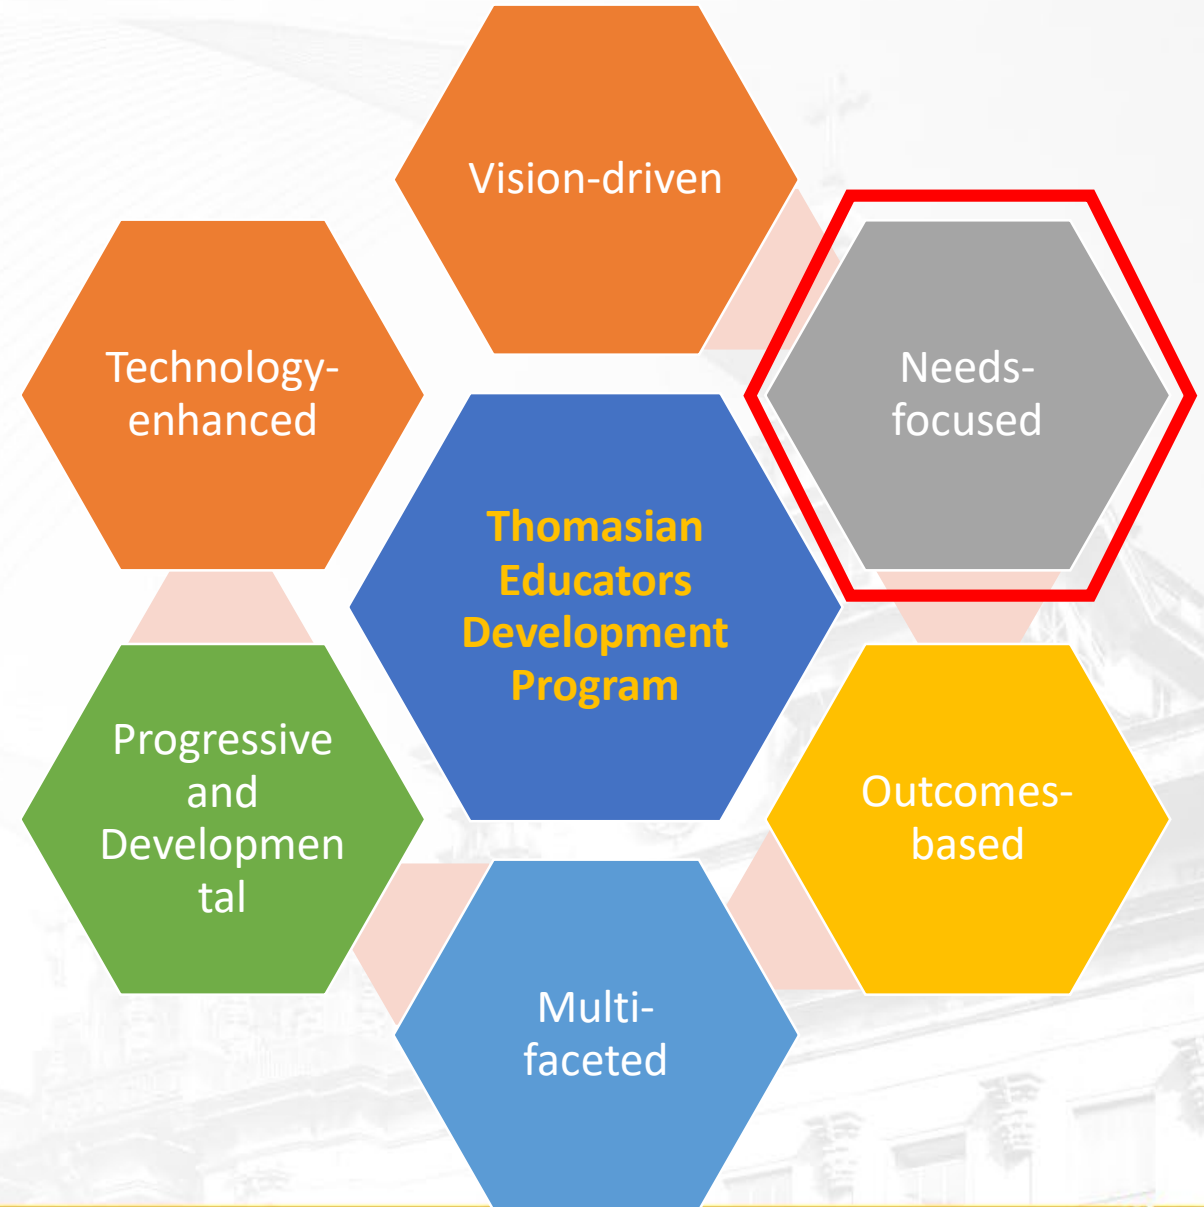 Vision-driven
Needs-
focused
Technology-
enhanced
Thomasian
Educators
Development
Program
Outcomes-
based
Progressive
and
Developmen
tal
Multi-
faceted